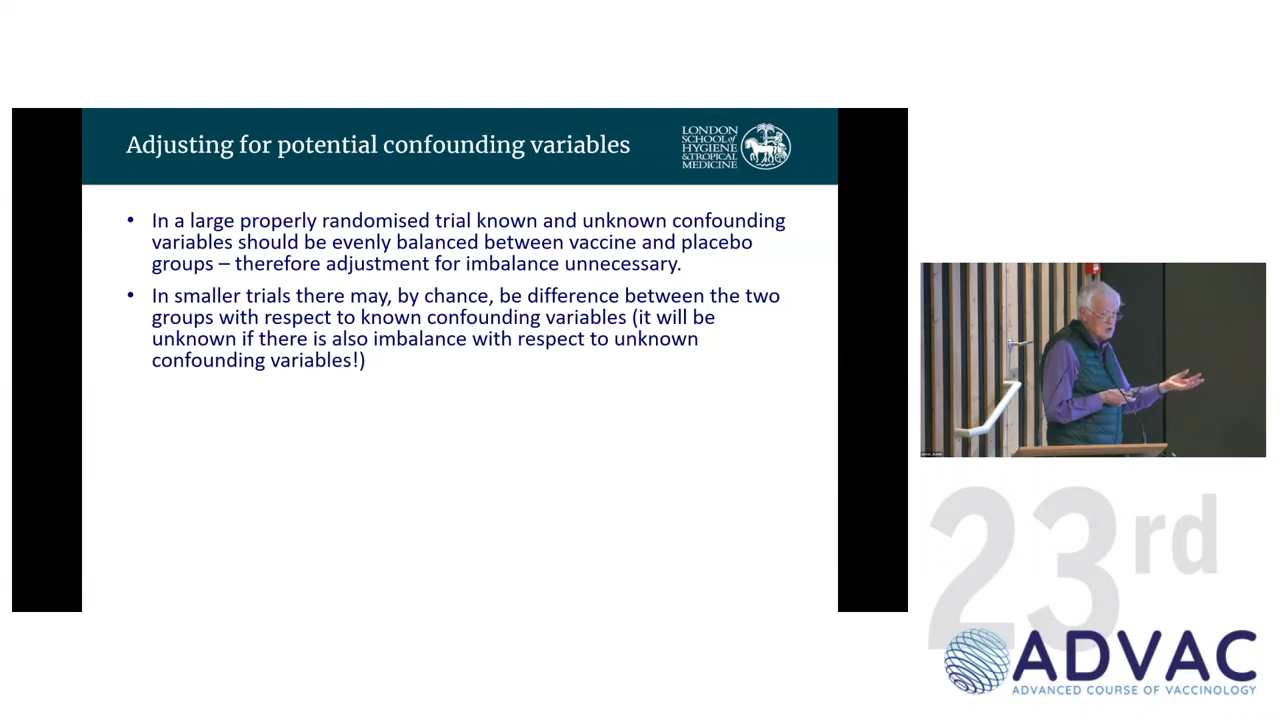 Adjusting for potential confounding variables
LONDON
SCHOOL of
HYGIENE
& TROPICAL
MEDICINE
• In a large properly randomised trial known and unknown confounding
variables should be evenly balanced between vaccine and placebo
groups – therefore adjustment for imbalance unnecessary.
• In smaller trials there may, by chance, be difference between the two
groups with respect to known confounding variables (it will be
unknown if there is also imbalance with respect to unknown
confounding variables!)
23rd
ADVAC
ADVANCED COURSE OF VACCINOLOGY